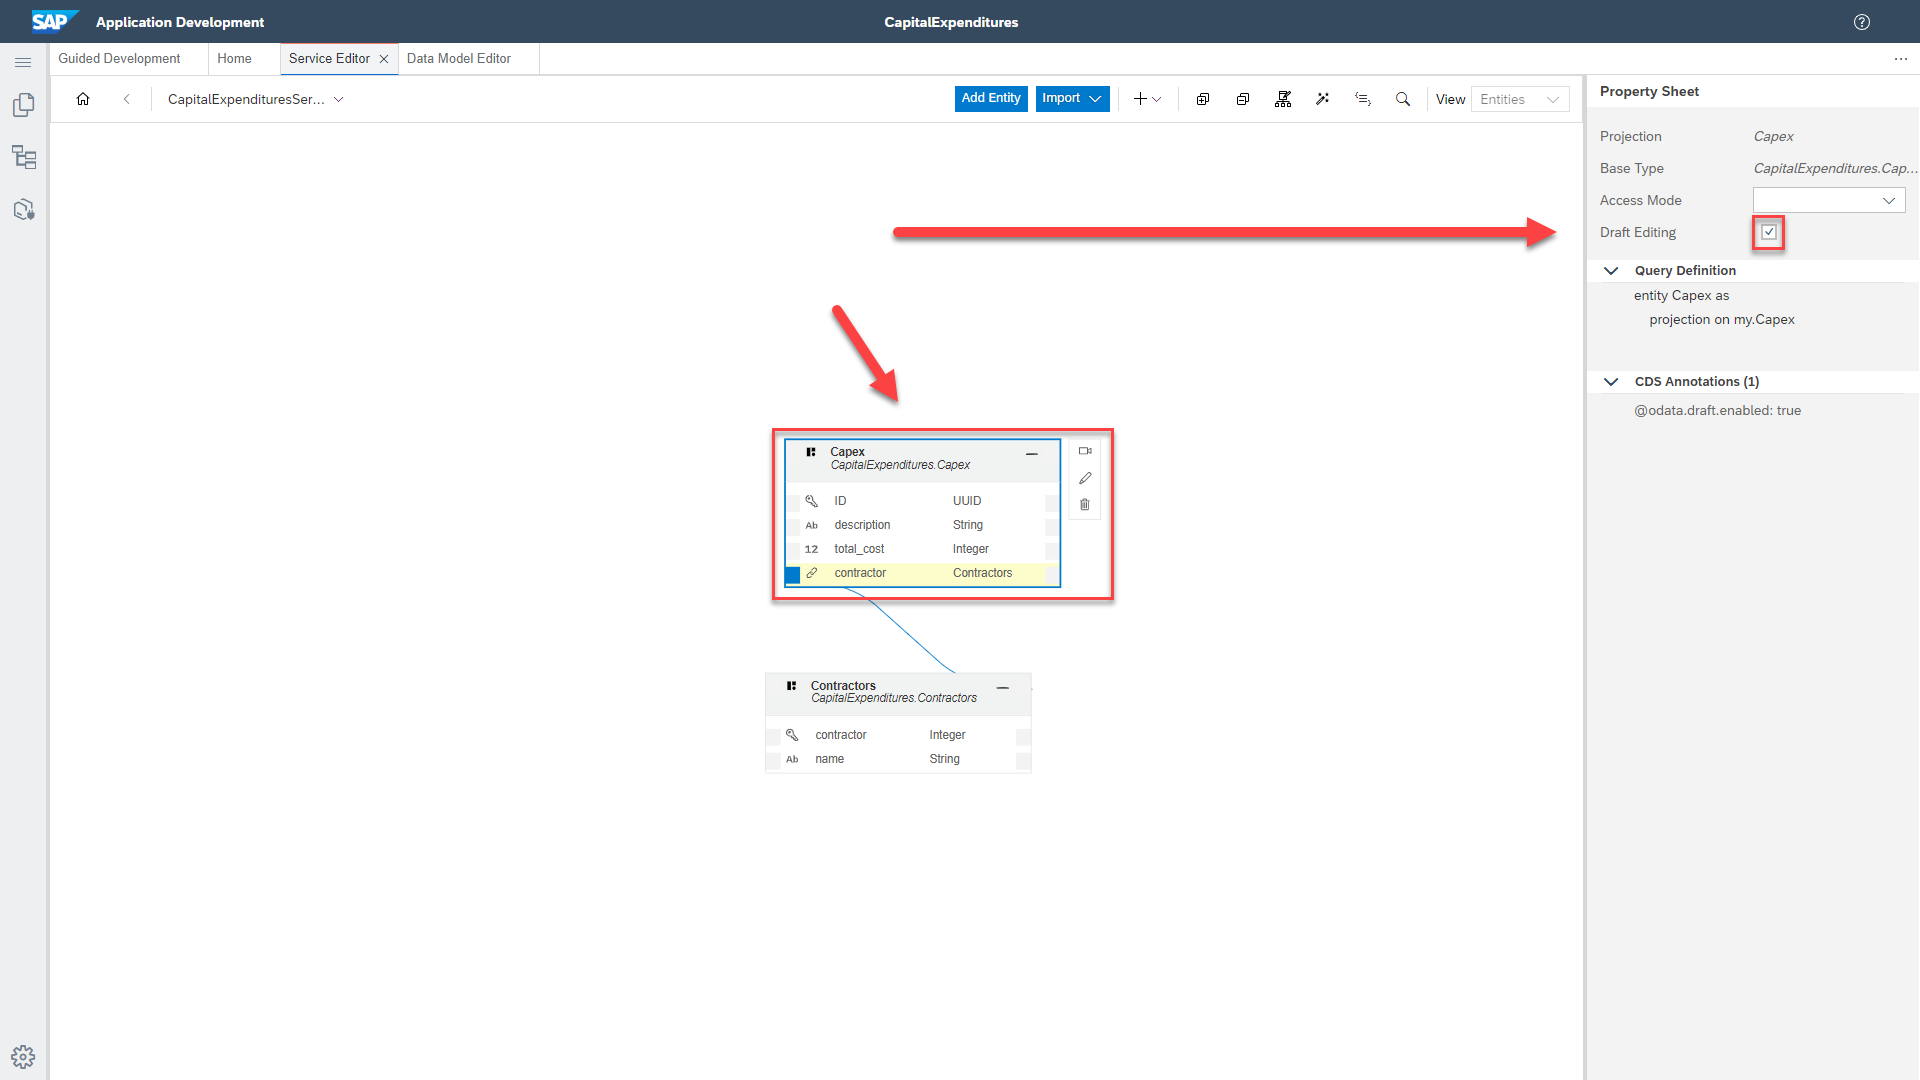 SAP Application Development
CapitalExpenditures
Guided Development
Home
Service Editor
Data Model Editor
CapitalExpendituresSer...
Add Entity
Import
View
Entities
Property Sheet
Projection Capex
Base Type CapitalExpenditures.Cap...
Access Mode
Draft Editing
Query Definition
entity Capex as
projection on my.Capex
CDS Annotations (1)
@odata.draft.enabled: true
Capex
CapitalExpenditures.Capex
ID UUID
Ab description String
12 total_cost Integer
contractor Contractors
Contractors
CapitalExpenditures.Contractors
contractor Integer
Ab name String